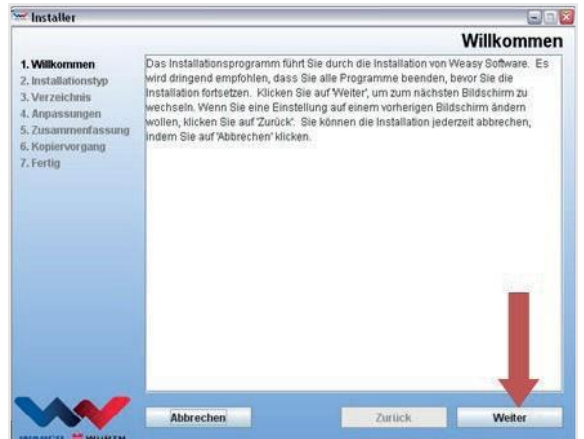 Installer
Willkommen
1. Willkommen
2. Installationstyp
3. Verzeichnis
4. Anpassungen
5. Zusammenfassung
6. Kopiervorgang
7. Fertig
Das Installationsprogramm führt Sie durch die Installation von Weasy Software. Es
wird dringend empfohlen, dass Sie alle Programme beenden, bevor Sie die
Installation fortsetzen. Klicken Sie auf 'Weiter', um zum nächsten Bildschirm zu
wechseln. Wenn Sie eine Einstellung auf einem vorherigen Bildschirm ändern
wollen, klicken Sie auf 'Zurück'. Sie können die Installation jederzeit abbrechen,
indem Sie auf 'Abbrechen' klicken.
Abbrechen
Zurück
Weiter